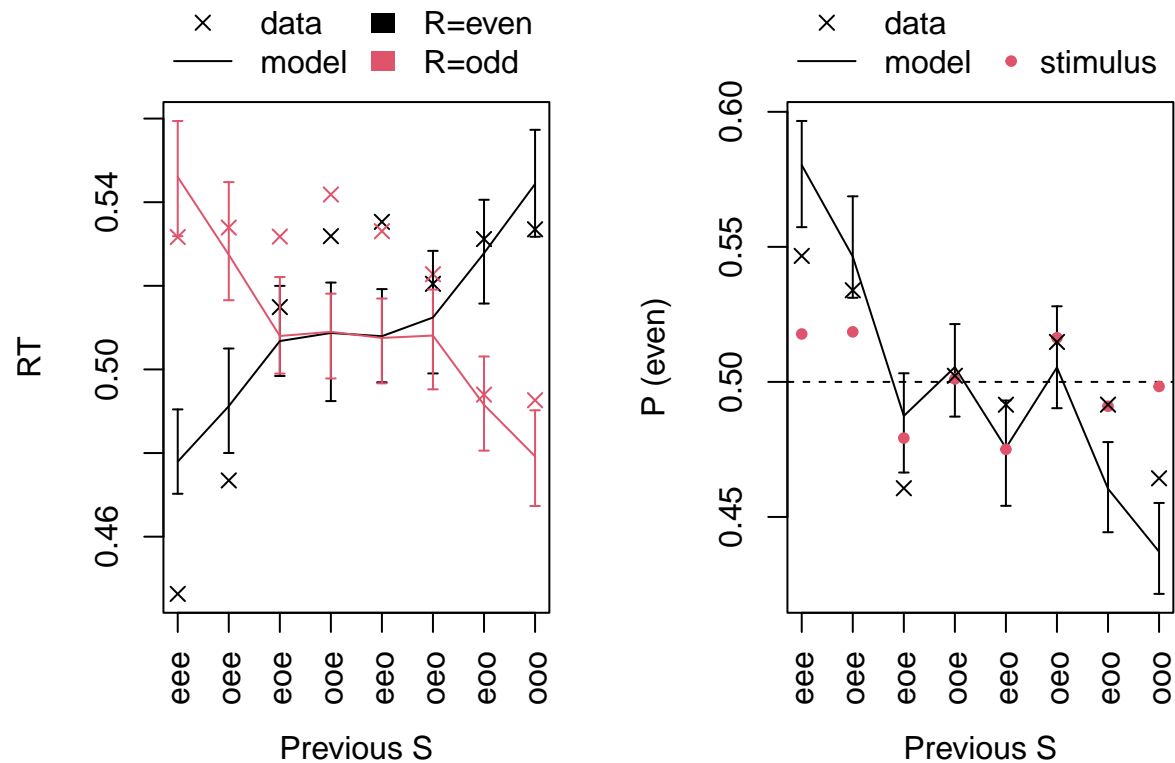 data R=even
model R=odd
RT
0.54
0.50
0.46
eee oee eoe ooe eeo oeo eoo ooo
Previous S
data
model stimulus
P (even)
0.60
0.55
0.50
0.45
eee oee eoe ooe eeo oeo eoo ooo
Previous S